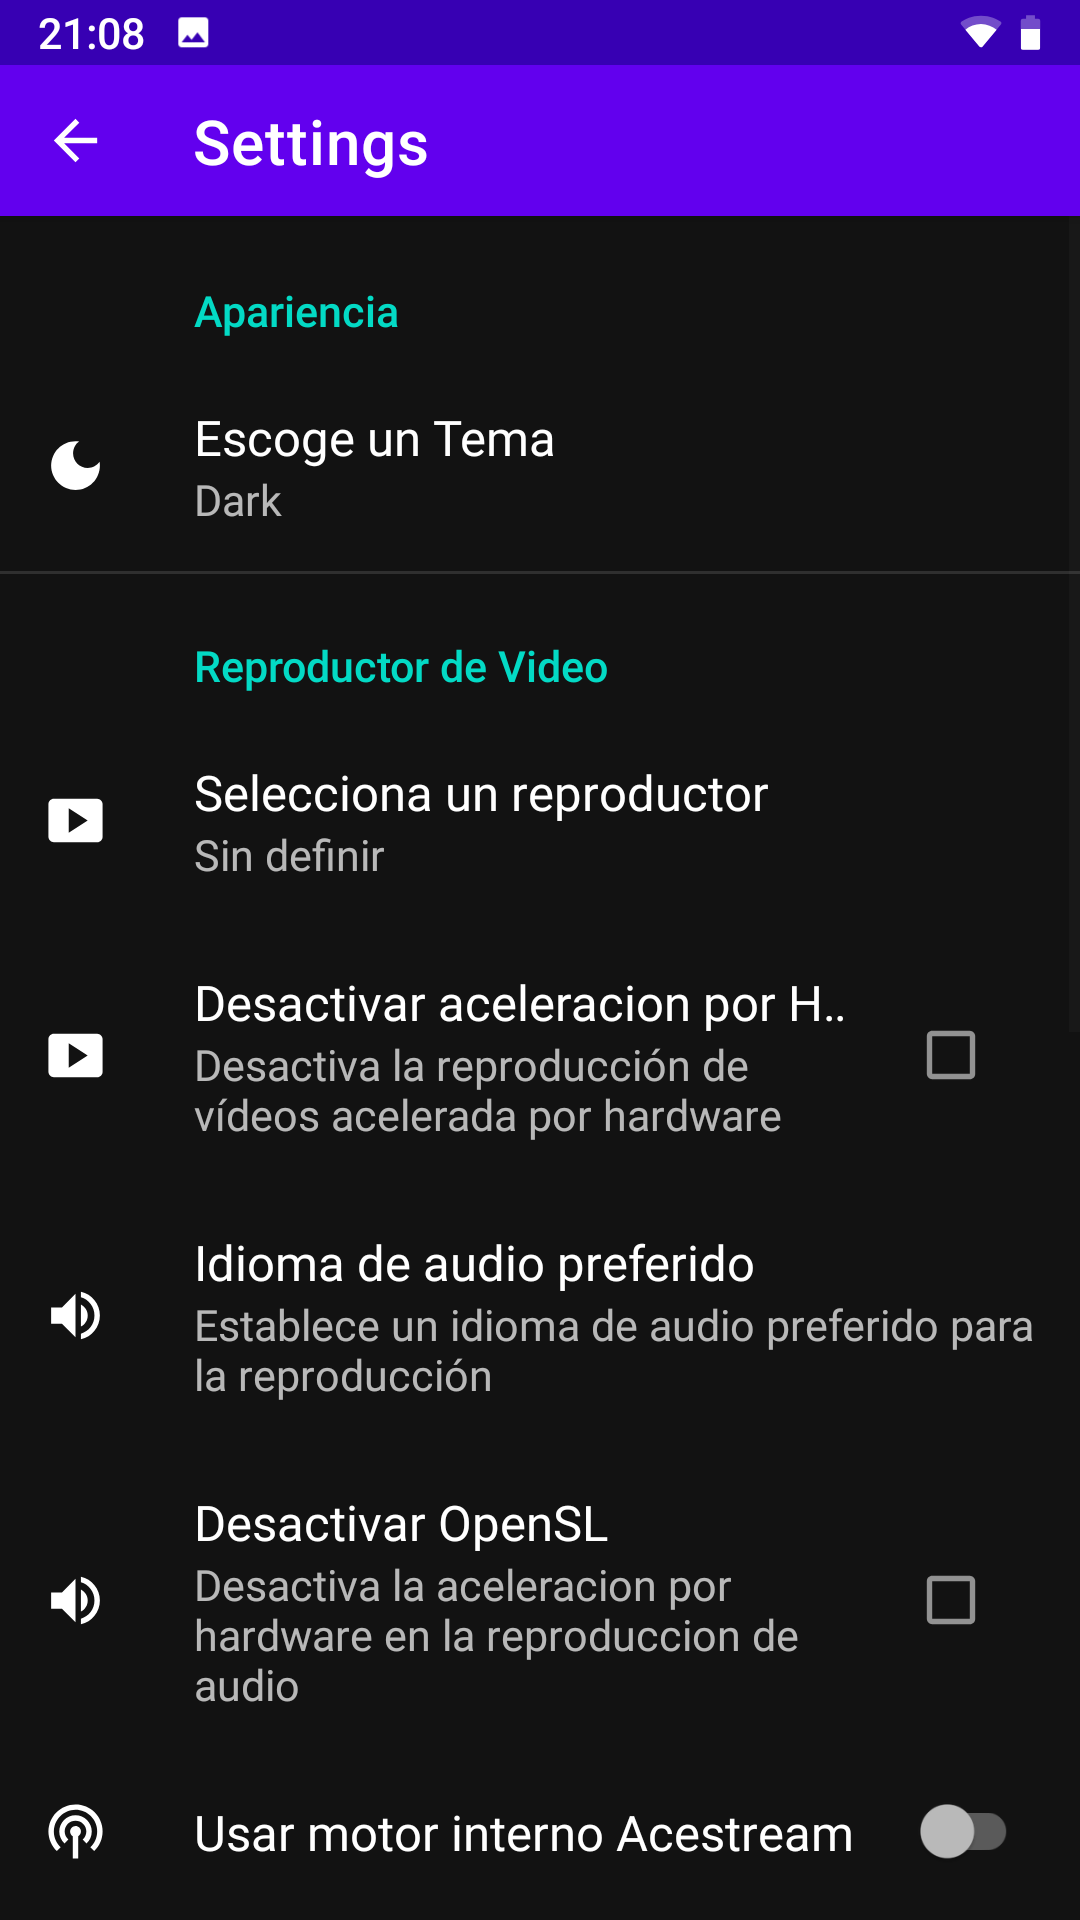 21:08
Settings
Apariencia
Escoge un Tema
Dark
Reproductor de Video
Selecciona un reproductor
Sin definir
Desactivar aceleracion por H..
Desactiva la reproducción de
vídeos acelerada por hardware
Idioma de audio preferido
Establece un idioma de audio preferido para
la reproducción
Desactivar OpenSL
Desactiva la aceleracion por
hardware en la reproduccion de
audio
Usar motor interno Acestream